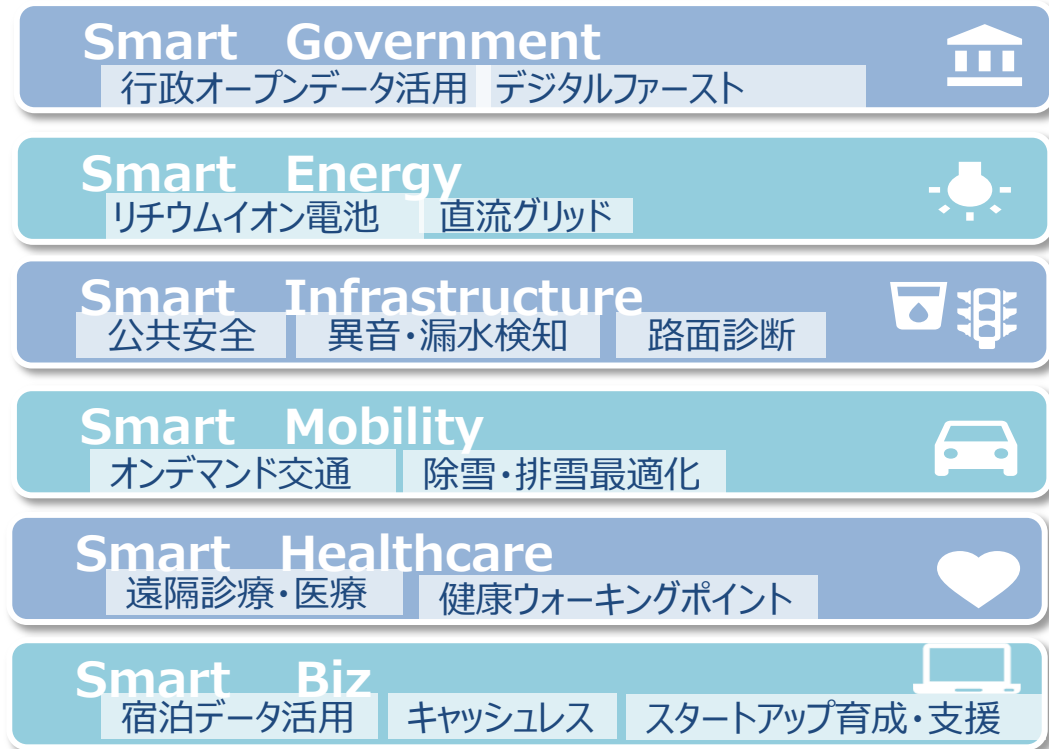 Smart　Government
行政オープンデータ活用 デジタルファースト
Smart　Energy
リチウムイオン電池 直流グリッド
Smart　Infrastructure
公共安全 異音・漏水検知 路面診断
Smart　Mobility
オンデマンド交通 除雪・排雪最適化
Smart　Healthcare
遠隔診療・医療 健康ウォーキングポイント
Smart　Biz
宿泊データ活用 キャッシュレス スタートアップ育成・支援